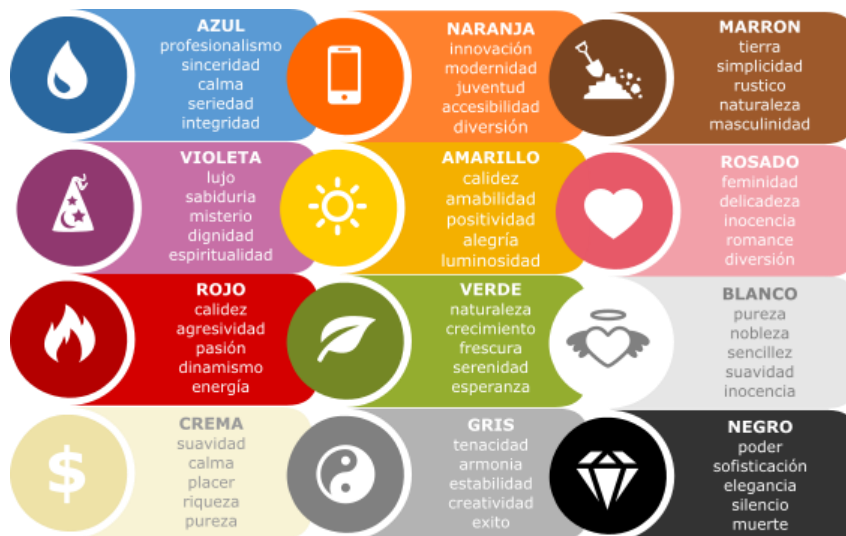 AZUL
profesionalismo
sinceridad
calma
seriedad
integridad
NARANJA
innovación
modernidad
juventud
accesibilidad
diversión
MARRON
tierra
simplicidad
rustico
naturaleza
masculinidad
VIOLETA
lujo
sabiduria
misterio
dignidad
espiritualidad
AMARILLO
calidez
amabilidad
positividad
alegría
luminosidad
ROSADO
feminidad
delicadeza
inocencia
romance
diversión
ROJO
calidez
agresividad
pasión
dinamismo
energía
VERDE
naturaleza
crecimiento
frescura
serenidad
esperanza
BLANCO
pureza
nobleza
sencillez
suavidad
inocencia
$
CREMA
suavidad
calma
placer
riqueza
pureza
GRIS
tenacidad
armonia
estabilidad
creatividad
exito
NEGRO
poder
sofisticación
elegancia
silencio
muerte